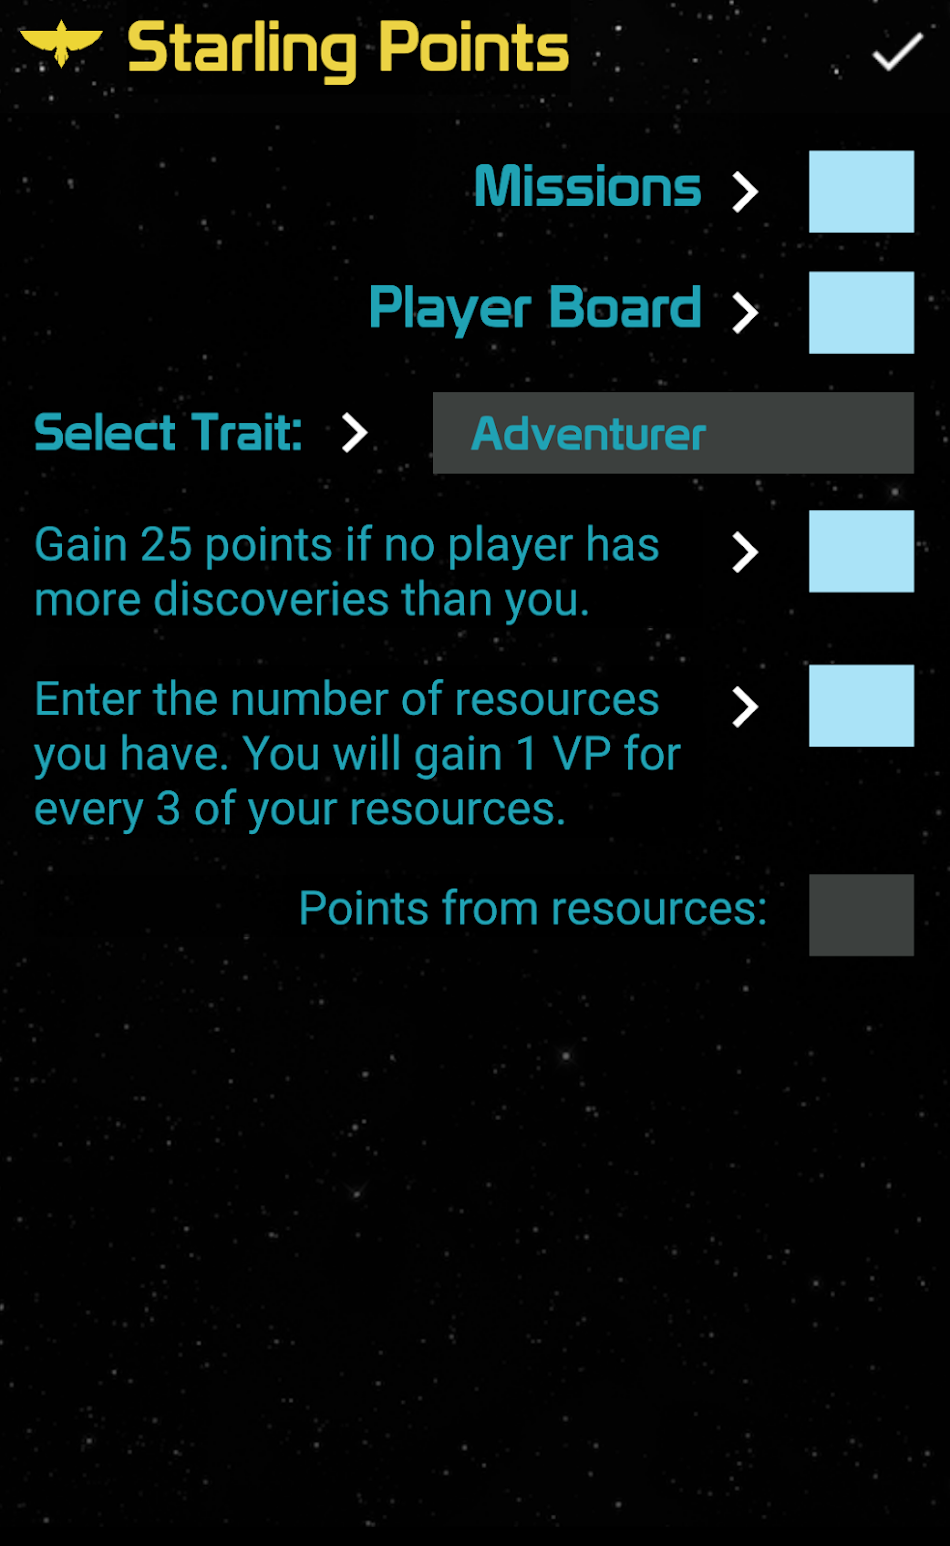 Starling Points
Missions
Player Board
Select Trait: Adventurer
Gain 25 points if no player has
more discoveries than you.
Enter the number of resources
you have. You will gain 1 VP for
every 3 of your resources.
Points from resources: